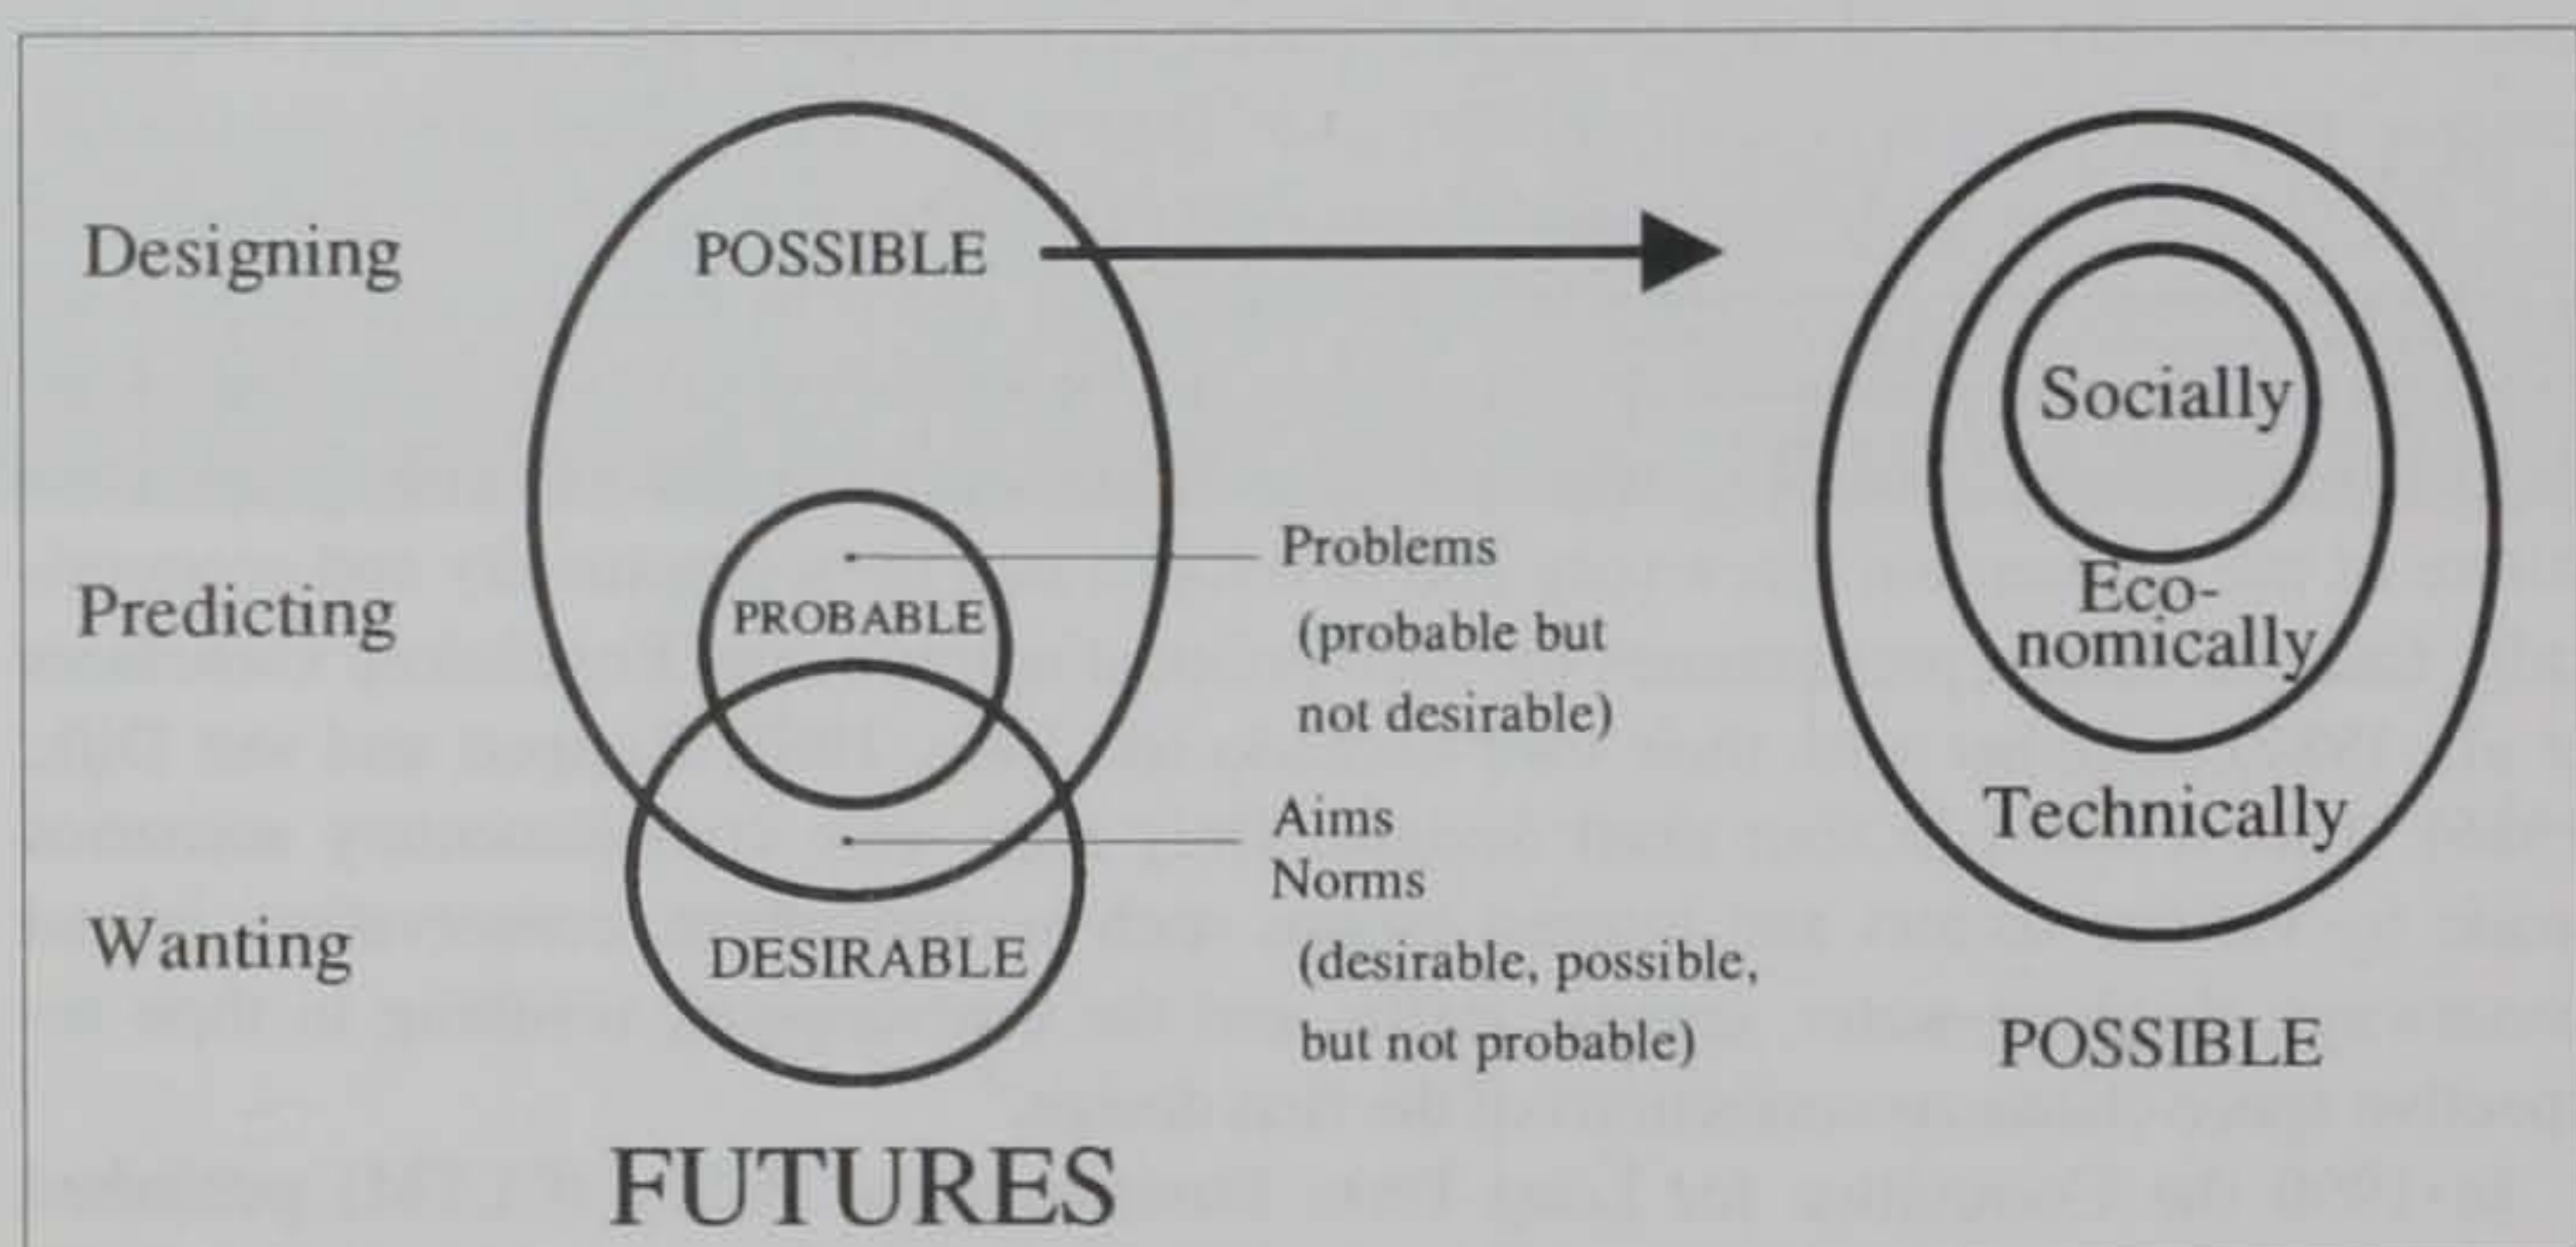 Designing
POSSIBLE
Predicting
PROBABLE
Wanting
DESIRABLE
FUTURES
Problems
(probable but
not desirable)
Aims
Norms
(desirable, possible,
but not probable)
Socially
Eco-
nomically
Technically
POSSIBLE